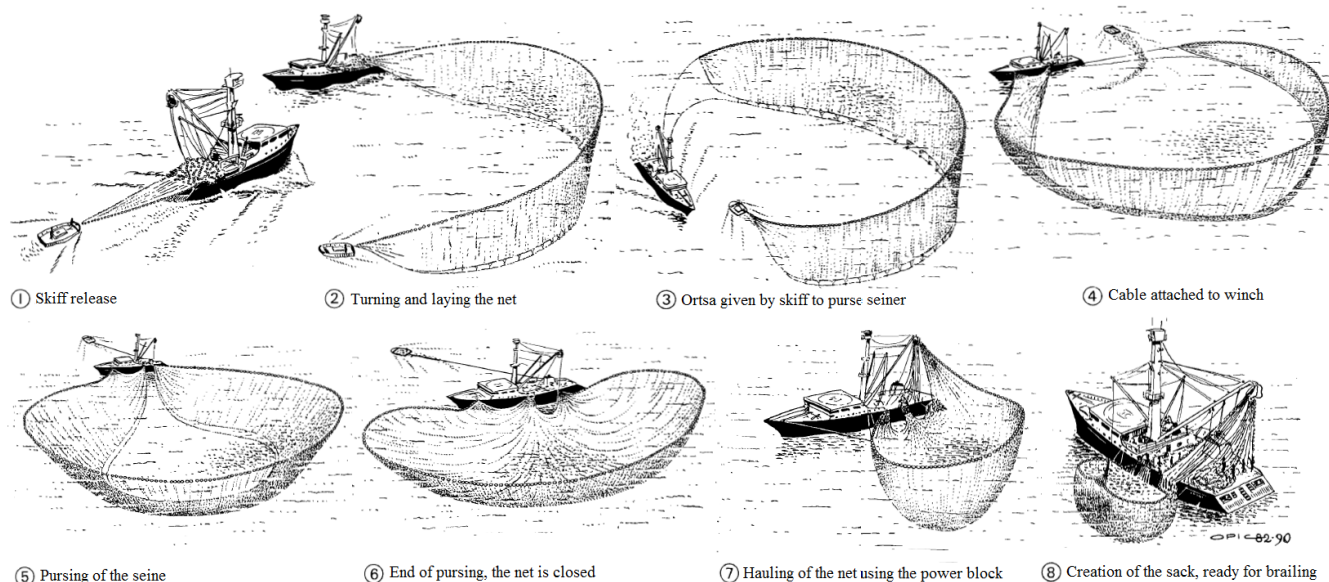 ① Skiff release
② Turning and laying the net
③ Ortsa given by skiff to purse seiner
④ Cable attached to winch
⑤ Pursing of the seine
⑥ End of pursing, the net is closed
⑦ Hauling of the net using the power block
⑧ Creation of the sack, ready for brailing
OPIC 82-90